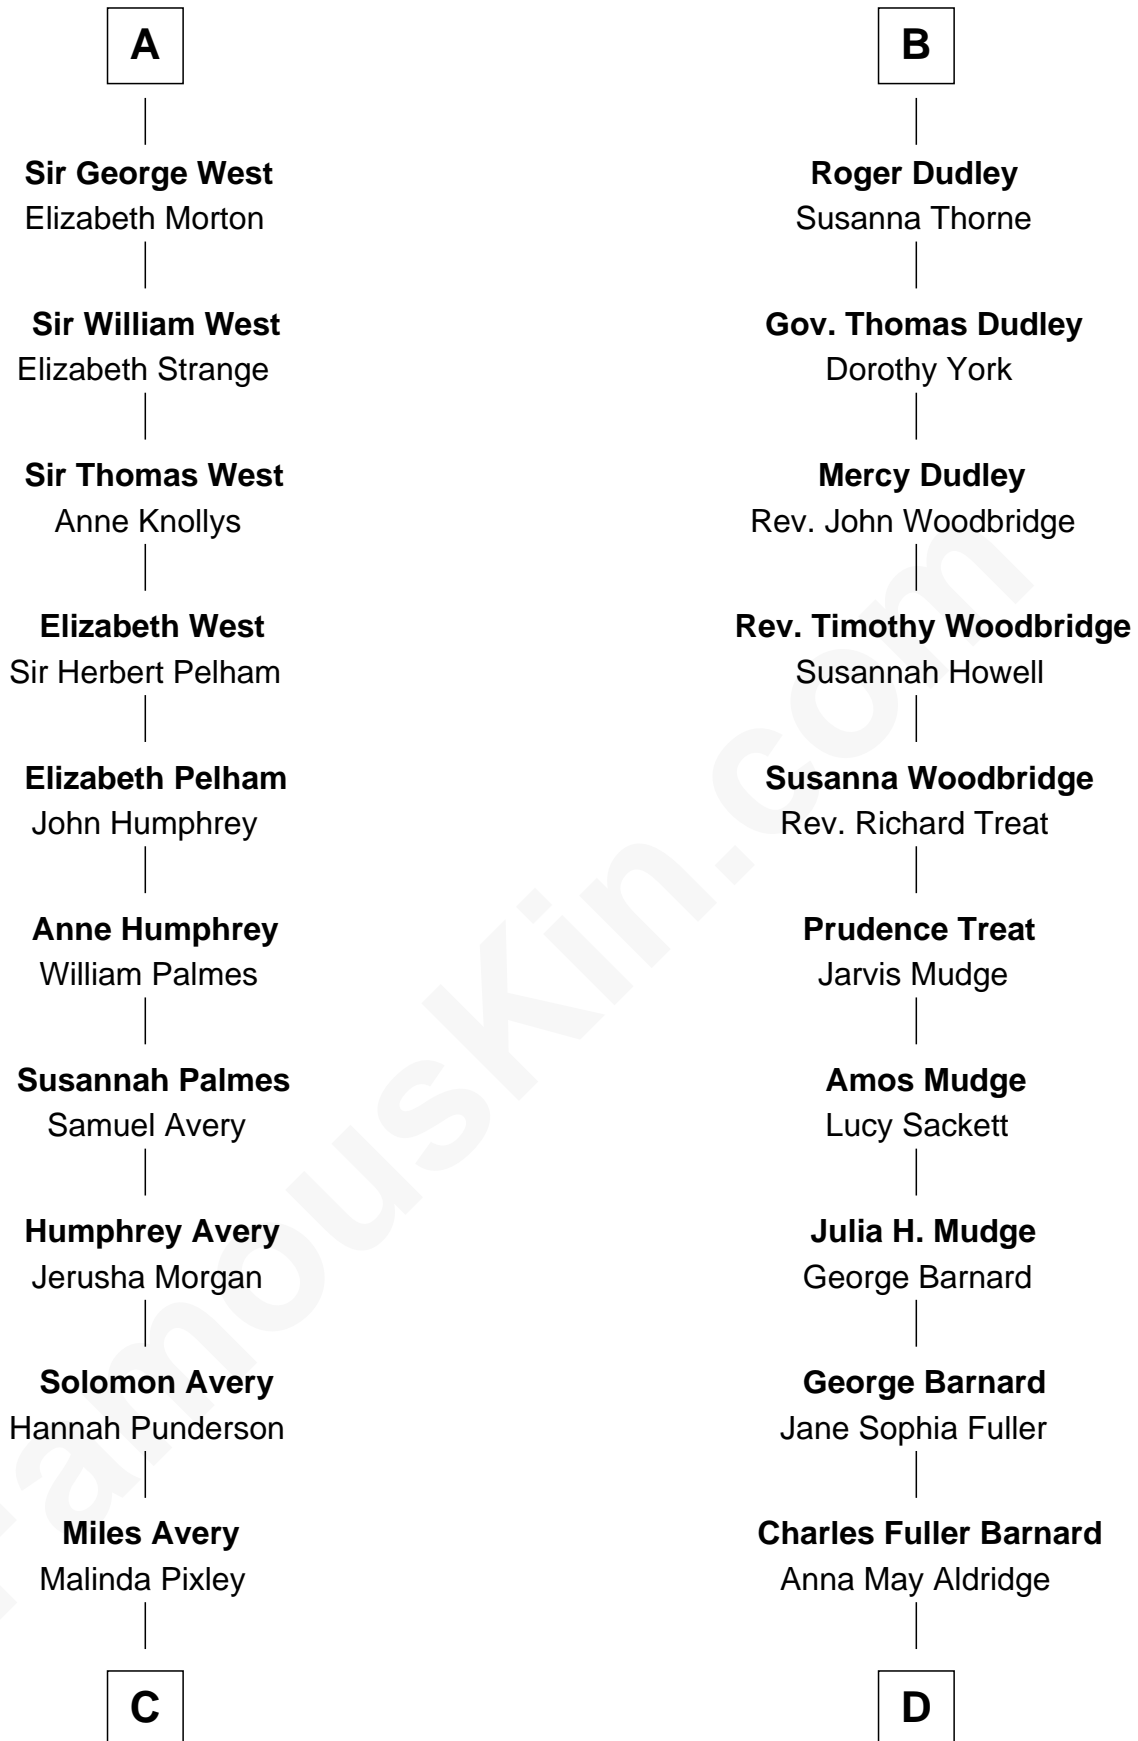 A
Sir George West
Elizabeth Morton
Sir William West
Elizabeth Strange
Sir Thomas West
Anne Knollys
Elizabeth West
Sir Herbert Pelham
Elizabeth Pelham
John Humphrey
Anne Humphrey
William Palmes
Susannah Palmes
Samuel Avery
Humphrey Avery
Jerusha Morgan
Solomon Avery
Hannah Punderson
Miles Avery
Malinda Pixley
C
B
Roger Dudley
Susanna Thorne
Gov. Thomas Dudley
Dorothy York
Mercy Dudley
Rev. John Woodbridge
Rev. Timothy Woodbridge
Susannah Howell
Susanna Woodbridge
Rev. Richard Treat
Prudence Treat
Jarvis Mudge
Amos Mudge
Lucy Sackett
Julia H. Mudge
George Barnard
George Barnard
Jane Sophia Fuller
Charles Fuller Barnard
Anna May Aldridge
D
FamousKin.com